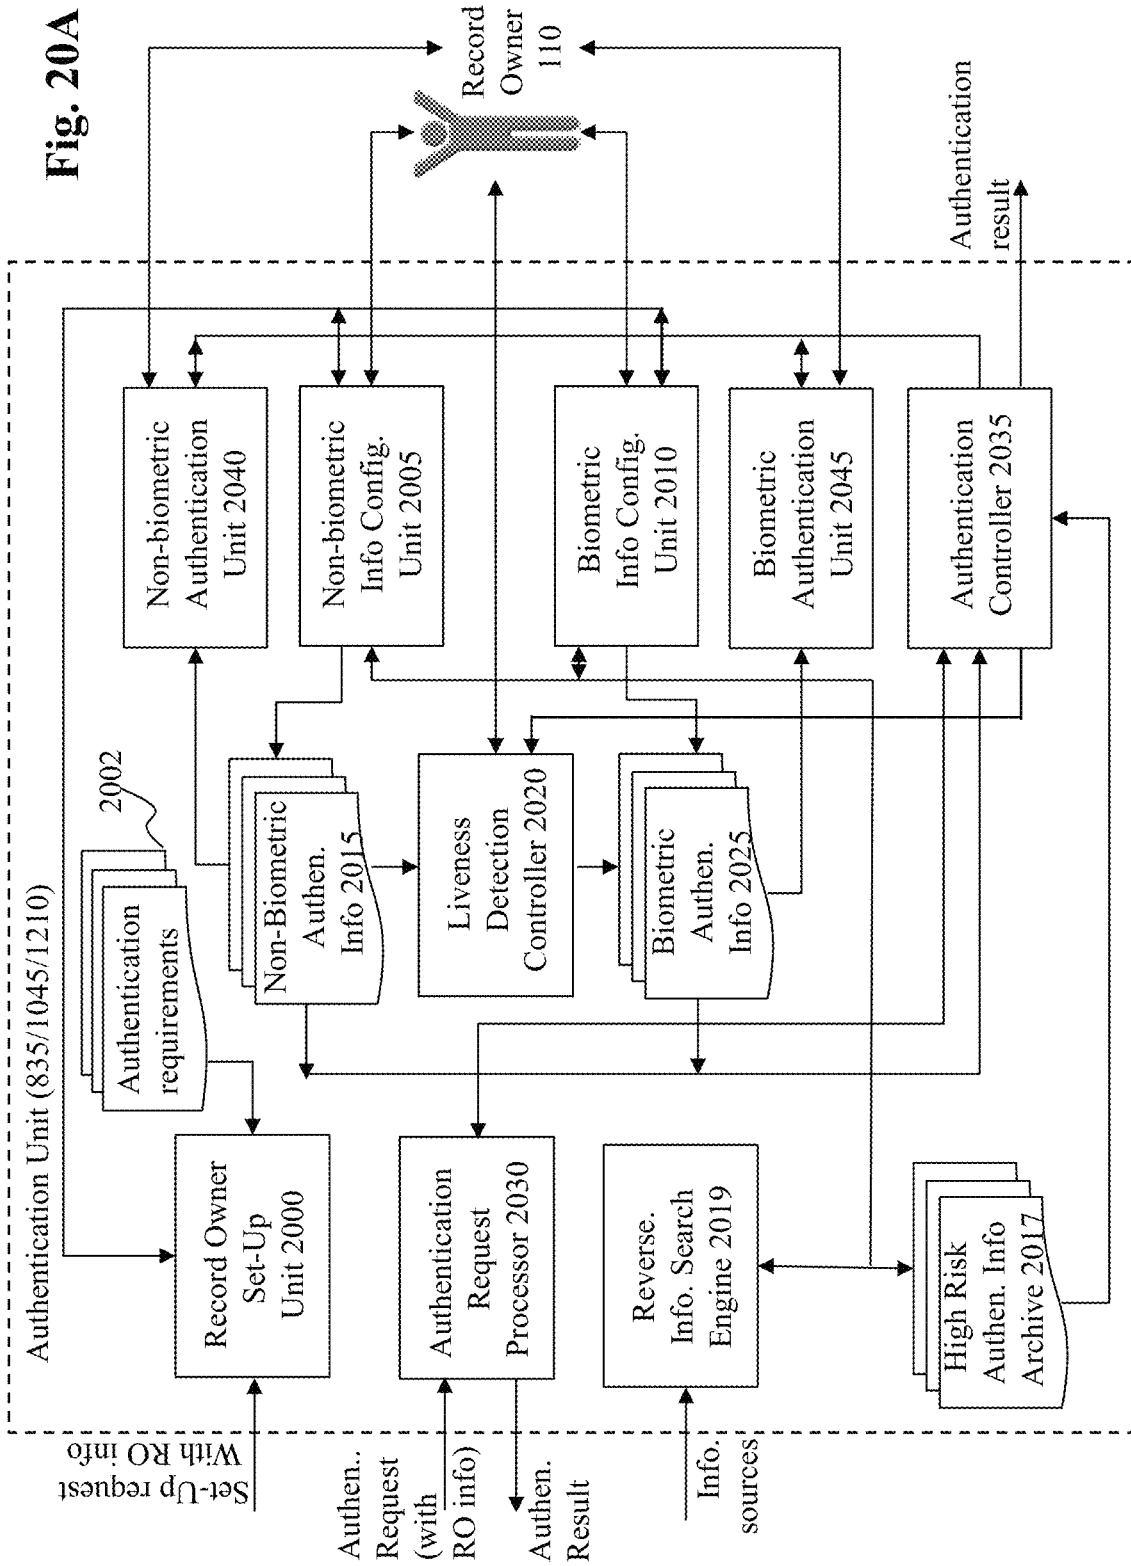 Fig. 20A
Authentication Unit (835/1045/1210)
Set-Up request
With RO info
Record Owner
Set-Up
Unit 2000
Authentication
requirements
2002
Non-biometric
Authentication
Unit 2040
Non-biometric
Info Config.
Unit 2005
Non-Biometric
Authen.
Info 2015
Record
Owner
110
Authen..
Request
(with
RO info)
Authen.
Result
Authentication
Request
Processor 2030
Liveness
Detection
Controller 2020
Biometric
Info Config.
Unit 2010
Biometric
Authen.
Info 2025
Biometric
Authentication
Unit 2045
Info.
sources
Reverse.
Info. Search
Engine 2019
High Risk
Authen. Info
Archive 2017
Authentication
Controller 2035
Authentication
result